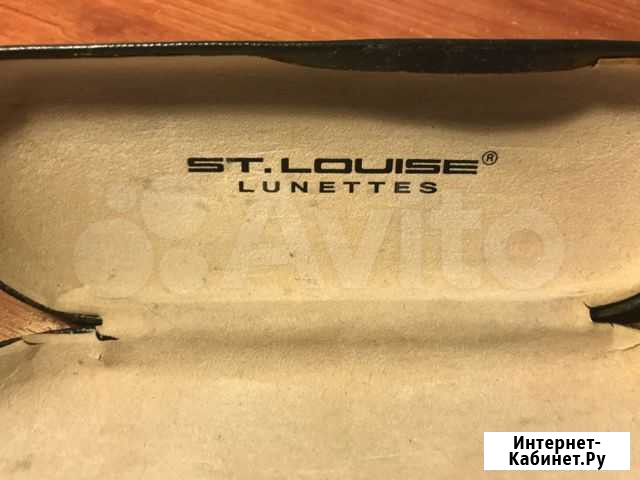 ST. LOUISE®
LUNETTES
Avito
Интернет-
Кабинет.Ру